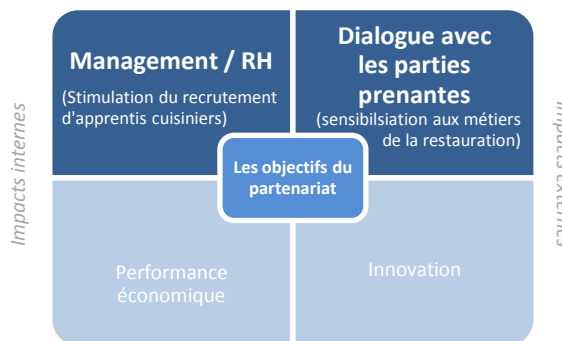 Impacts internes
Management / RH
(Stimulation du recrutement
d'apprentis cuisiniers)
Dialogue avec
les parties
prenantes
(sensibilsiation aux métiers
de la restauration)
Les objectifs du
partenariat
Performance
économique
Innovation